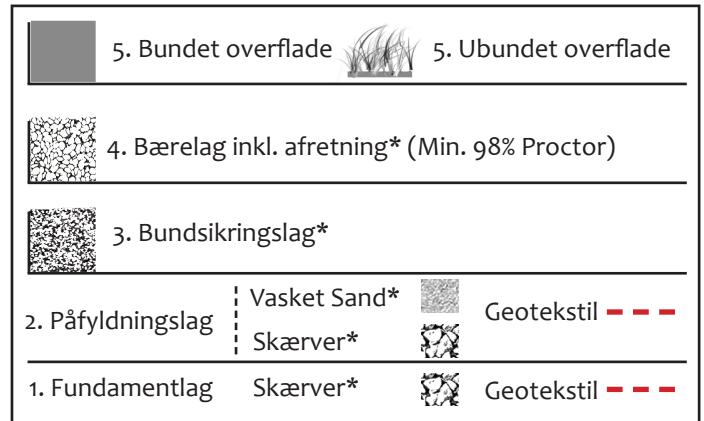 5. Bundet overflade 5. Ubundet overflade
4. Bærelag inkl. afretning* (Min. 98% Proctor)
3. Bundsikringslag*
2. Påfyldningslag Vasket Sand* Geotekstil
Skærver*
1. Fundamentlag Skærver* Geotekstil